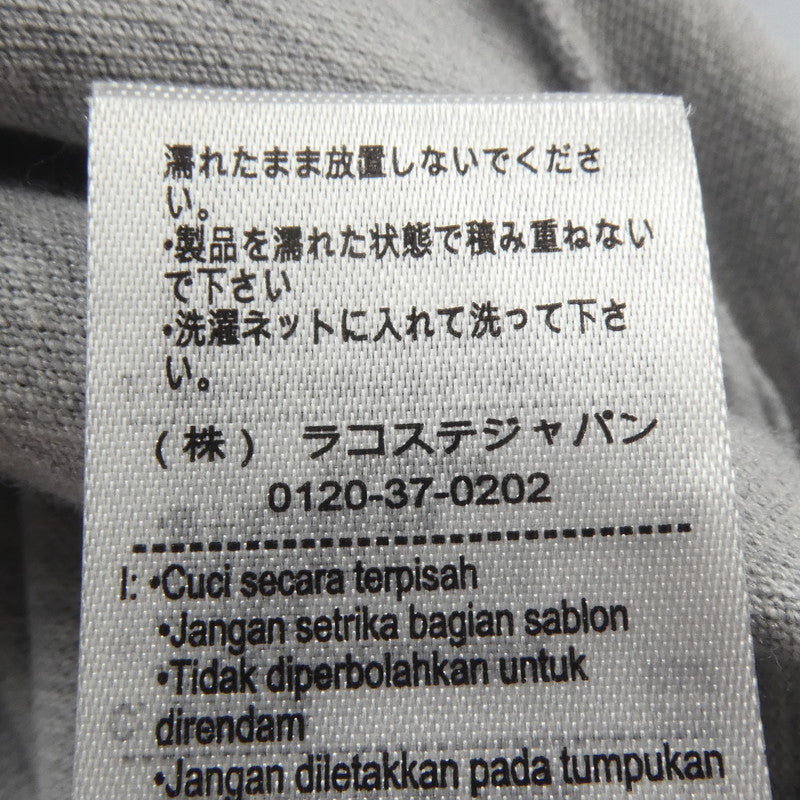 濡れたまま放置しないでくださ
い。
•製品を濡れた状態で積み重ねない
で下さい
•洗濯ネットに入れて洗って下さ
い。
(株) ラコステジャパン
0120-37-0202
I: •Cuci secara terpisah
•Jangan setrika bagian sablon
•Tidak diperbolahkan untuk
direndam
•Jangan diletakkan pada tumpukan